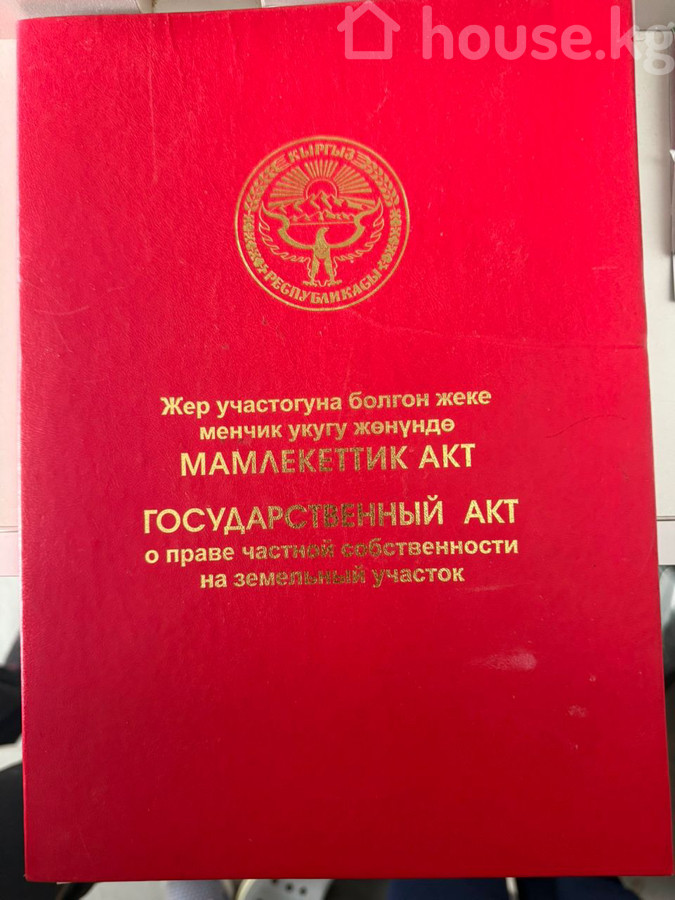 house.kg
КЫРГЫЗ
РЕСПУБЛИКАСЫ
Жер участогуна болгон жеке
менчик укугу жөнүндө
МАМЛЕКЕТТИК АКТ
ГОСУДАРСТВЕННЫЙ АКТ
о праве частной собственности
на земельный участок